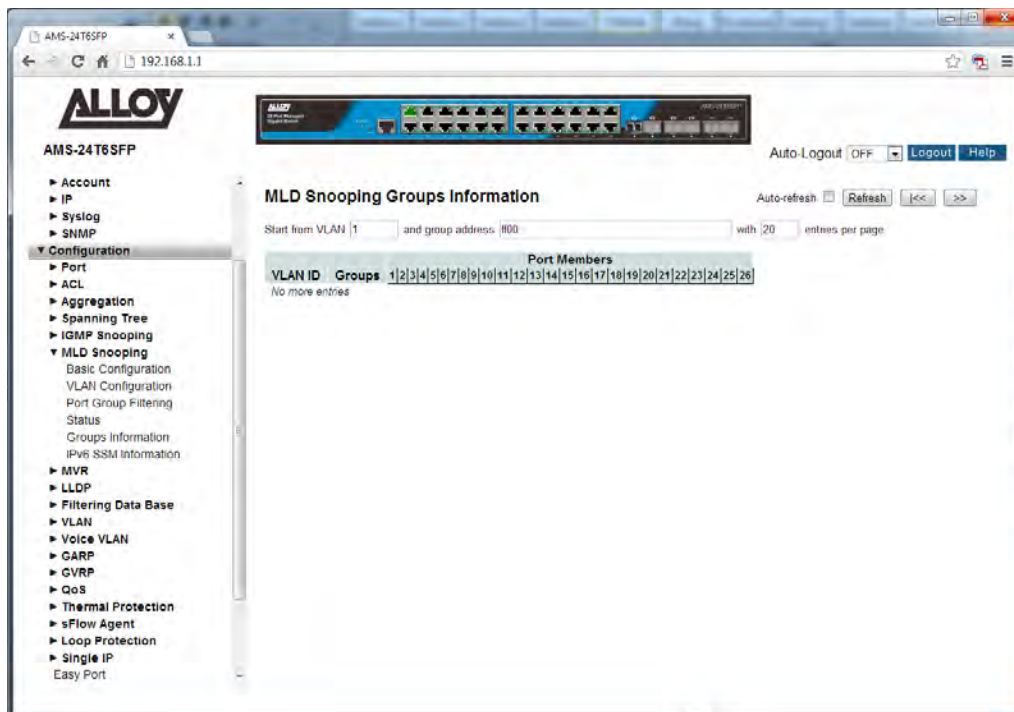 AMS-24T6SFP
192.168.1.1
ALLOY
ALLOY
AMS-24T6SFP
Auto-Logout OFF Logout Help
► Account
► IP
► Syslog
► SNMP
▼ Configuration
► Port
► ACL
► Aggregation
► Spanning Tree
► IGMP Snooping
▼ MLD Snooping
Basic Configuration
VLAN Configuration
Port Group Filtering
Status
Groups Information
IPv6 SSM Information
► MVR
► LLDP
► Filtering Data Base
► VLAN
► Voice VLAN
► GARP
► GVRP
► QoS
► Thermal Protection
► sFlow Agent
► Loop Protection
► Single IP
Easy Port
MLD Snooping Groups Information
Auto-refresh Refresh |<< >>
Start from VLAN 1 and group address ff00 with 20 entries per page
Port Members
VLAN ID Groups 1 2 3 4 5 6 7 8 9 10 11 12 13 14 15 16 17 18 19 20 21 22 23 24 25 26
No more entries